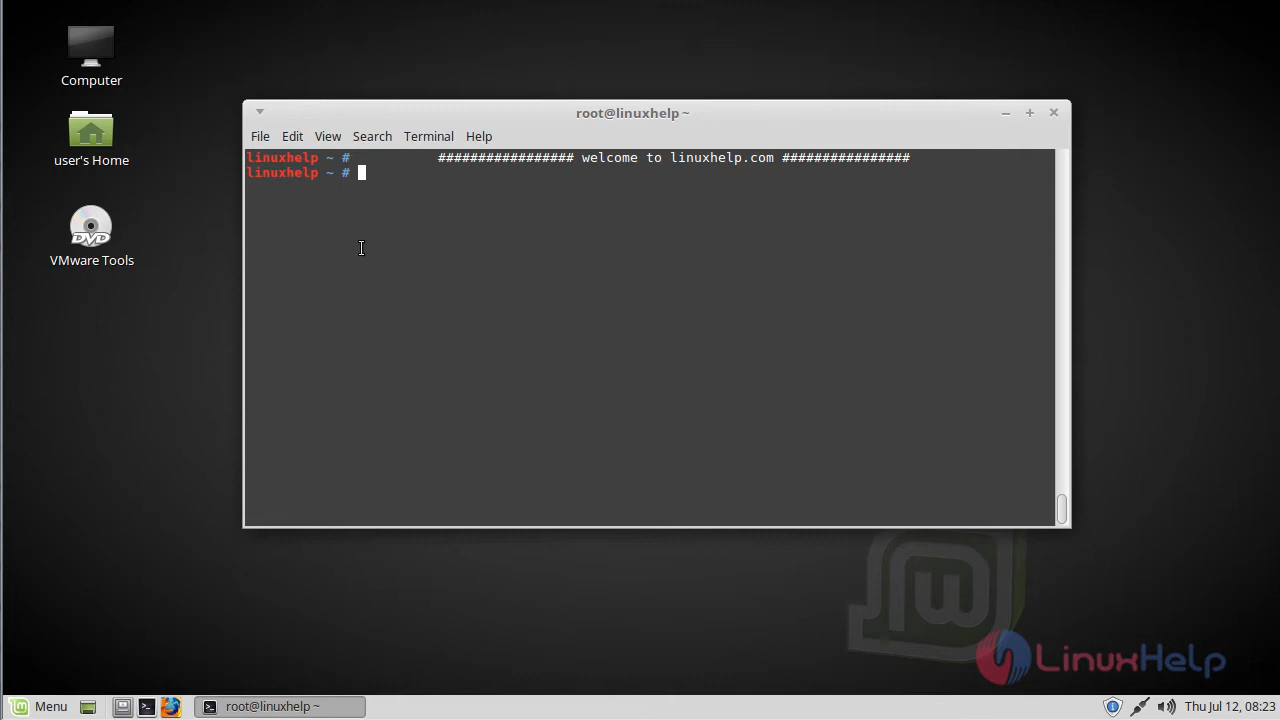 Computer
user's Home
DVD
VMware Tools
root@linuxhelp ~
File Edit View Search Terminal Help
linuxhelp ~ # ################# welcome to linuxhelp.com ################
linuxhelp ~ #
LinuxHelp
Menu root@linuxhelp ~ Thu Jul 12, 08:23